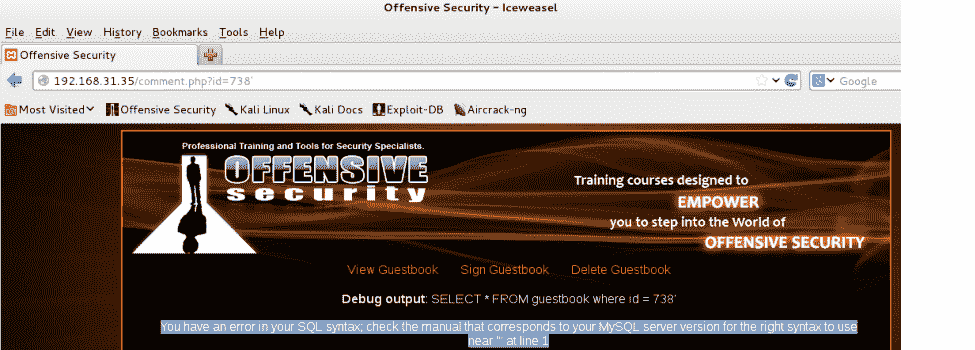 Offensive Security - Iceweasel
File Edit View History Bookmarks Tools Help
Offensive Security
192.168.31.35/comment.php?id=738'
Google
Most Visited Offensive Security Kali Linux Kali Docs Exploit-DB Aircrack-ng
Professional Training and Tools for Security Specialists.
OFFENSIVE
security
Training courses designed to
EMPOWER
you to step into the World of
OFFENSIVE SECURITY
View Guestbook Sign Guestbook Delete Guestbook
Debug output: SELECT * FROM guestbook where id = 738'
You have an error in your SQL syntax; check the manual that corresponds to your MySQL server version for the right syntax to use
near ''' at line 1